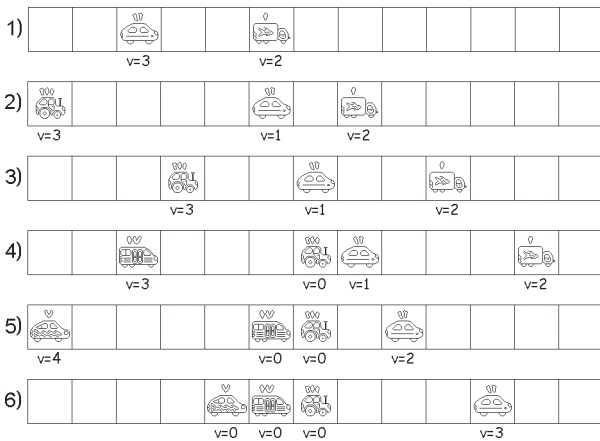 1)
v=3 v=2
2)
v=3 v=1 v=2
3)
v=3 v=1 v=2
4)
v=3 v=0 v=1 v=2
5)
v=4 v=0 v=0 v=2
6)
v=0 v=0 v=0 v=3